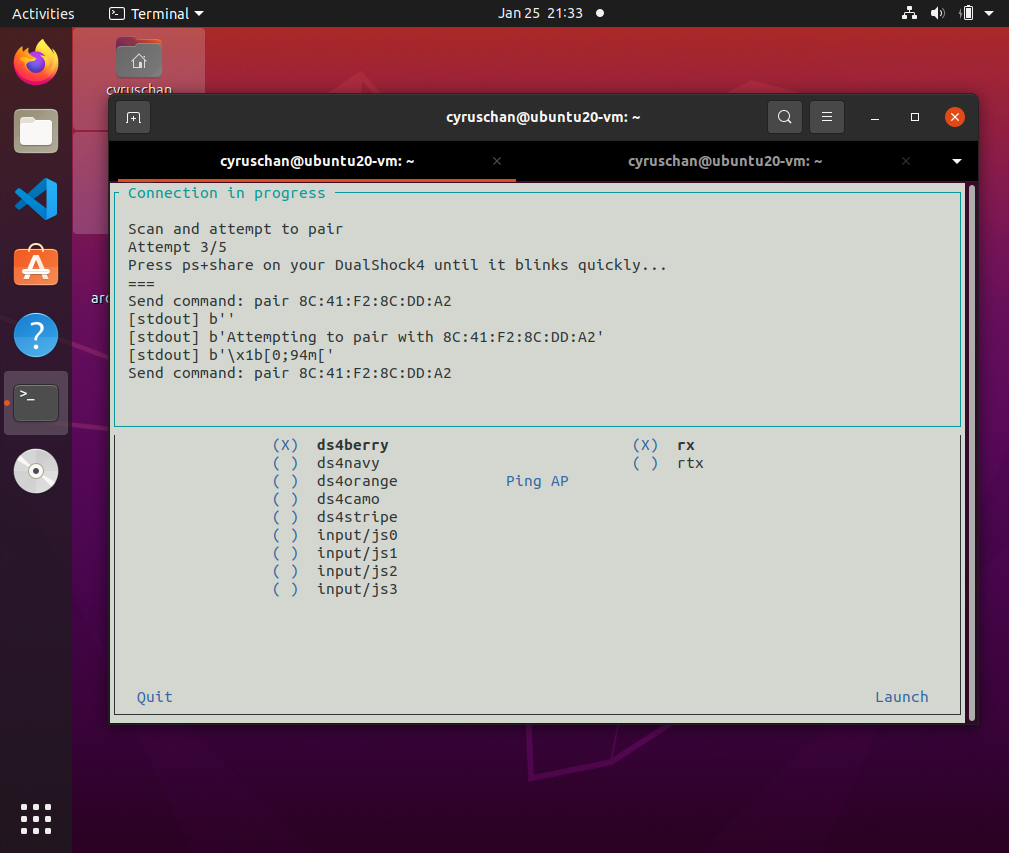 Activities
Terminal
Jan 25 21:33
cyruschan
cyruschan@ubuntu20-vm: ~
cyruschan@ubuntu20-vm: ~
cyruschan@ubuntu20-vm: ~
Connection in progress
Scan and attempt to pair
Attempt 3/5
Press ps+share on your DualShock4 until it blinks quickly...
===
Send command: pair 8C:41:F2:8C:DD:A2
[stdout] b''
[stdout] b'Attempting to pair with 8C:41:F2:8C:DD:A2'
[stdout] b'\x1b[0;94m['
Send command: pair 8C:41:F2:8C:DD:A2
(X) ds4berry (X) rx
( ) ds4navy ( ) rtx
( ) ds4orange Ping AP
( ) ds4camo
( ) ds4stripe
( ) input/js0
( ) input/js1
( ) input/js2
( ) input/js3
Quit Launch